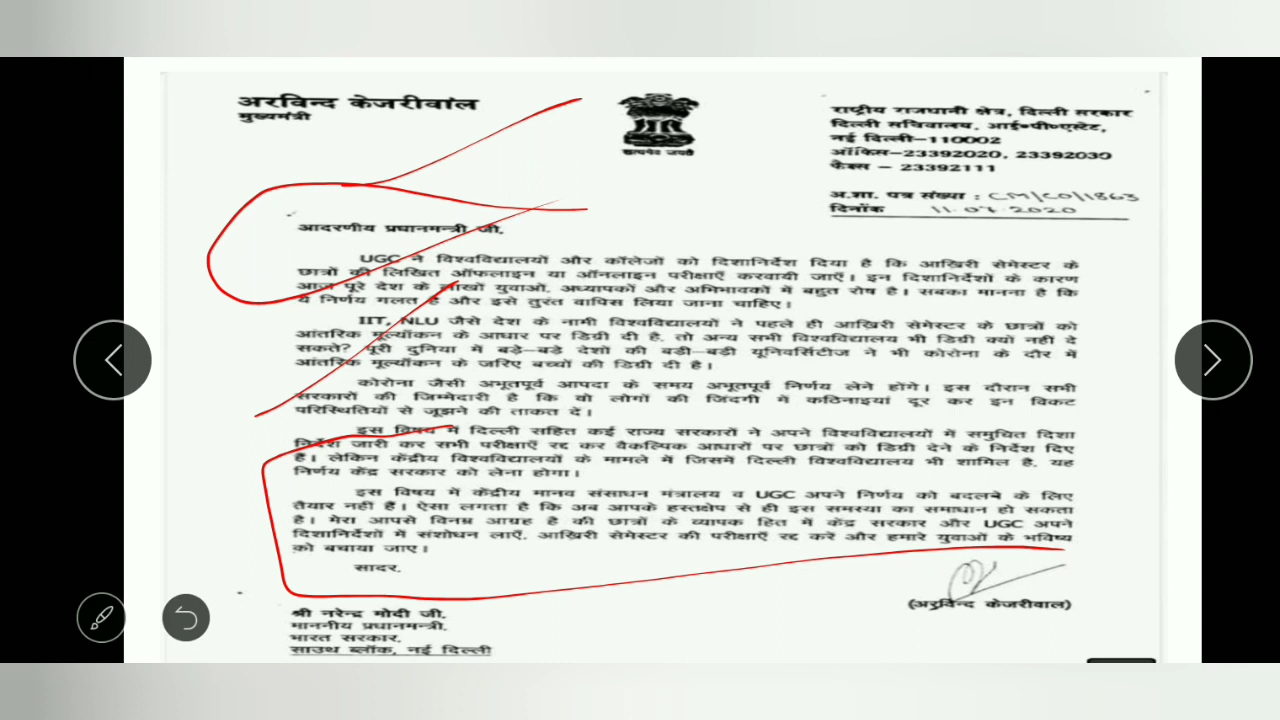 अरविन्द केजरीवाल
मुख्यमंत्री
सत्यमेव जयते
राष्ट्रीय राजधानी क्षेत्र, दिल्ली सरकार
दिल्ली सचिवालय, आई०पी०एस्टेट,
नई दिल्ली–110002
ऑफिस–23392020, 23392030
फैक्स – 23392111
अ.शा. पत्र संख्या : CM/CO/1863
दिनाँक 11.07.2020
आदरणीय प्रधानमन्त्री जी,
UGC ने विश्वविद्यालयों और कॉलेजों को दिशानिर्देश दिया है कि आखिरी सेमेस्टर के
छात्रों की लिखित ऑफलाइन या ऑनलाइन परीक्षाएँ करवायी जाएँ। इन दिशानिर्देशों के कारण
आज पूरे देश के लाखों युवाओं, अध्यापकों और अभिभावकों में बहुत रोष है। सबका मानना है कि
ये निर्णय गलत है और इसे तुरंत वापिस लिया जाना चाहिए।
IIT, NLU जैसे देश के नामी विश्वविद्यालयों ने पहले ही आखिरी सेमेस्टर के छात्रों को
आंतरिक मूल्याँकन के आधार पर डिग्री दी है, तो अन्य सभी विश्वविद्यालय भी डिग्री क्यों नहीं दे
सकते? पूरी दुनिया में बड़े–बड़े देशों की बडी–बडी यूनिवर्सिटीज ने भी कोरोना के दौर में
आंतरिक मूल्याँकन के जरिए बच्चों की डिग्री दी है।
कोरोना जैसी अभूतपूर्व आपदा के समय अभूतपूर्व निर्णय लेने होंगे। इस दौरान सभी
सरकारों की जिम्मेदारी है कि वो लोगों की जिंदगी में कठिनाइयां दूर कर इन विकट
परिस्थितियों से जूझने की ताकत दे।
इस विषय में दिल्ली सहित कई राज्य सरकारों ने अपने विश्वविद्यालयों में समुचित दिशा
निर्देश जारी कर सभी परीक्षाएँ रद्द कर वैकल्पिक आधारों पर छात्रों को डिग्री देने के निर्देश दिए
हैं। लेकिन केंद्रीय विश्वविद्यालयों के मामले में जिसमें दिल्ली विश्वविद्यालय भी शामिल है, यह
निर्णय केंद्र सरकार को लेना होगा।
इस विषय में केंद्रीय मानव संसाधन मंत्रालय व UGC अपने निर्णय को बदलने के लिए
तैयार नहीं हैं। ऐसा लगता है कि अब आपके हस्तक्षेप से ही इस समस्या का समाधान हो सकता
है। मेरा आपसे विनम्र आग्रह है की छात्रों के व्यापक हित में केंद्र सरकार और UGC अपने
दिशानिर्देशों में संशोधन लाएँ, आखिरी सेमेस्टर की परीक्षाएँ रद्द करें और हमारे युवाओं के भविष्य
को बचाया जाए।
सादर,
(अरविन्द केजरीवाल)
श्री नरेन्द्र मोदी जी,
माननीय प्रधानमन्त्री,
भारत सरकार,
साउथ ब्लॉक, नई दिल्ली